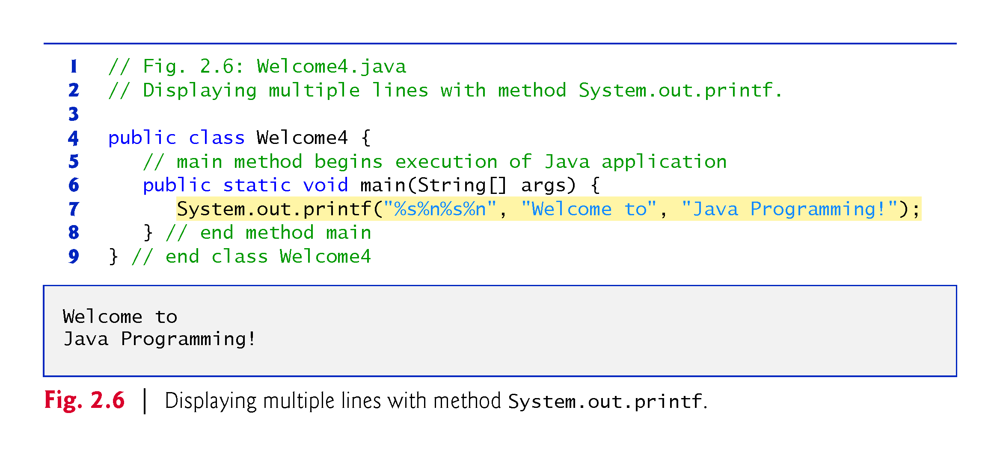 1 // Fig. 2.6: Welcome4.java
2 // Displaying multiple lines with method System.out.printf.
3
4 public class Welcome4 {
5    // main method begins execution of Java application
6    public static void main(String[] args) {
7       System.out.printf("%s%n%s%n", "Welcome to", "Java Programming!");
8    } // end method main
9 } // end class Welcome4
Welcome to
Java Programming!
Fig. 2.6 | Displaying multiple lines with method System.out.printf.